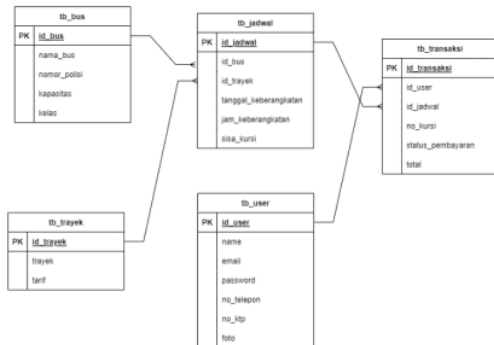 tb_bus
PK id_bus
nama_bus
nomor_polisi
kapasitas
kelas
tb_jadwal
PK id_jadwal
id_bus
id_trayek
tanggal_keberangkatan
jam_keberangkatan
sisa_kursi
tb_transaksi
PK id_transaksi
id_user
id_jadwal
no_kursi
status_pembayaran
total
tb_trayek
PK id_trayek
trayek
tarif
tb_user
PK id_user
name
email
password
no_telepon
no_ktp
foto